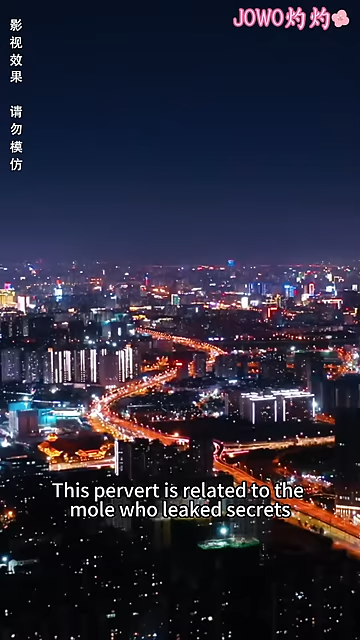 JOWO灼灼
影视效果 请勿模仿
This pervert is related to the
mole who leaked secrets